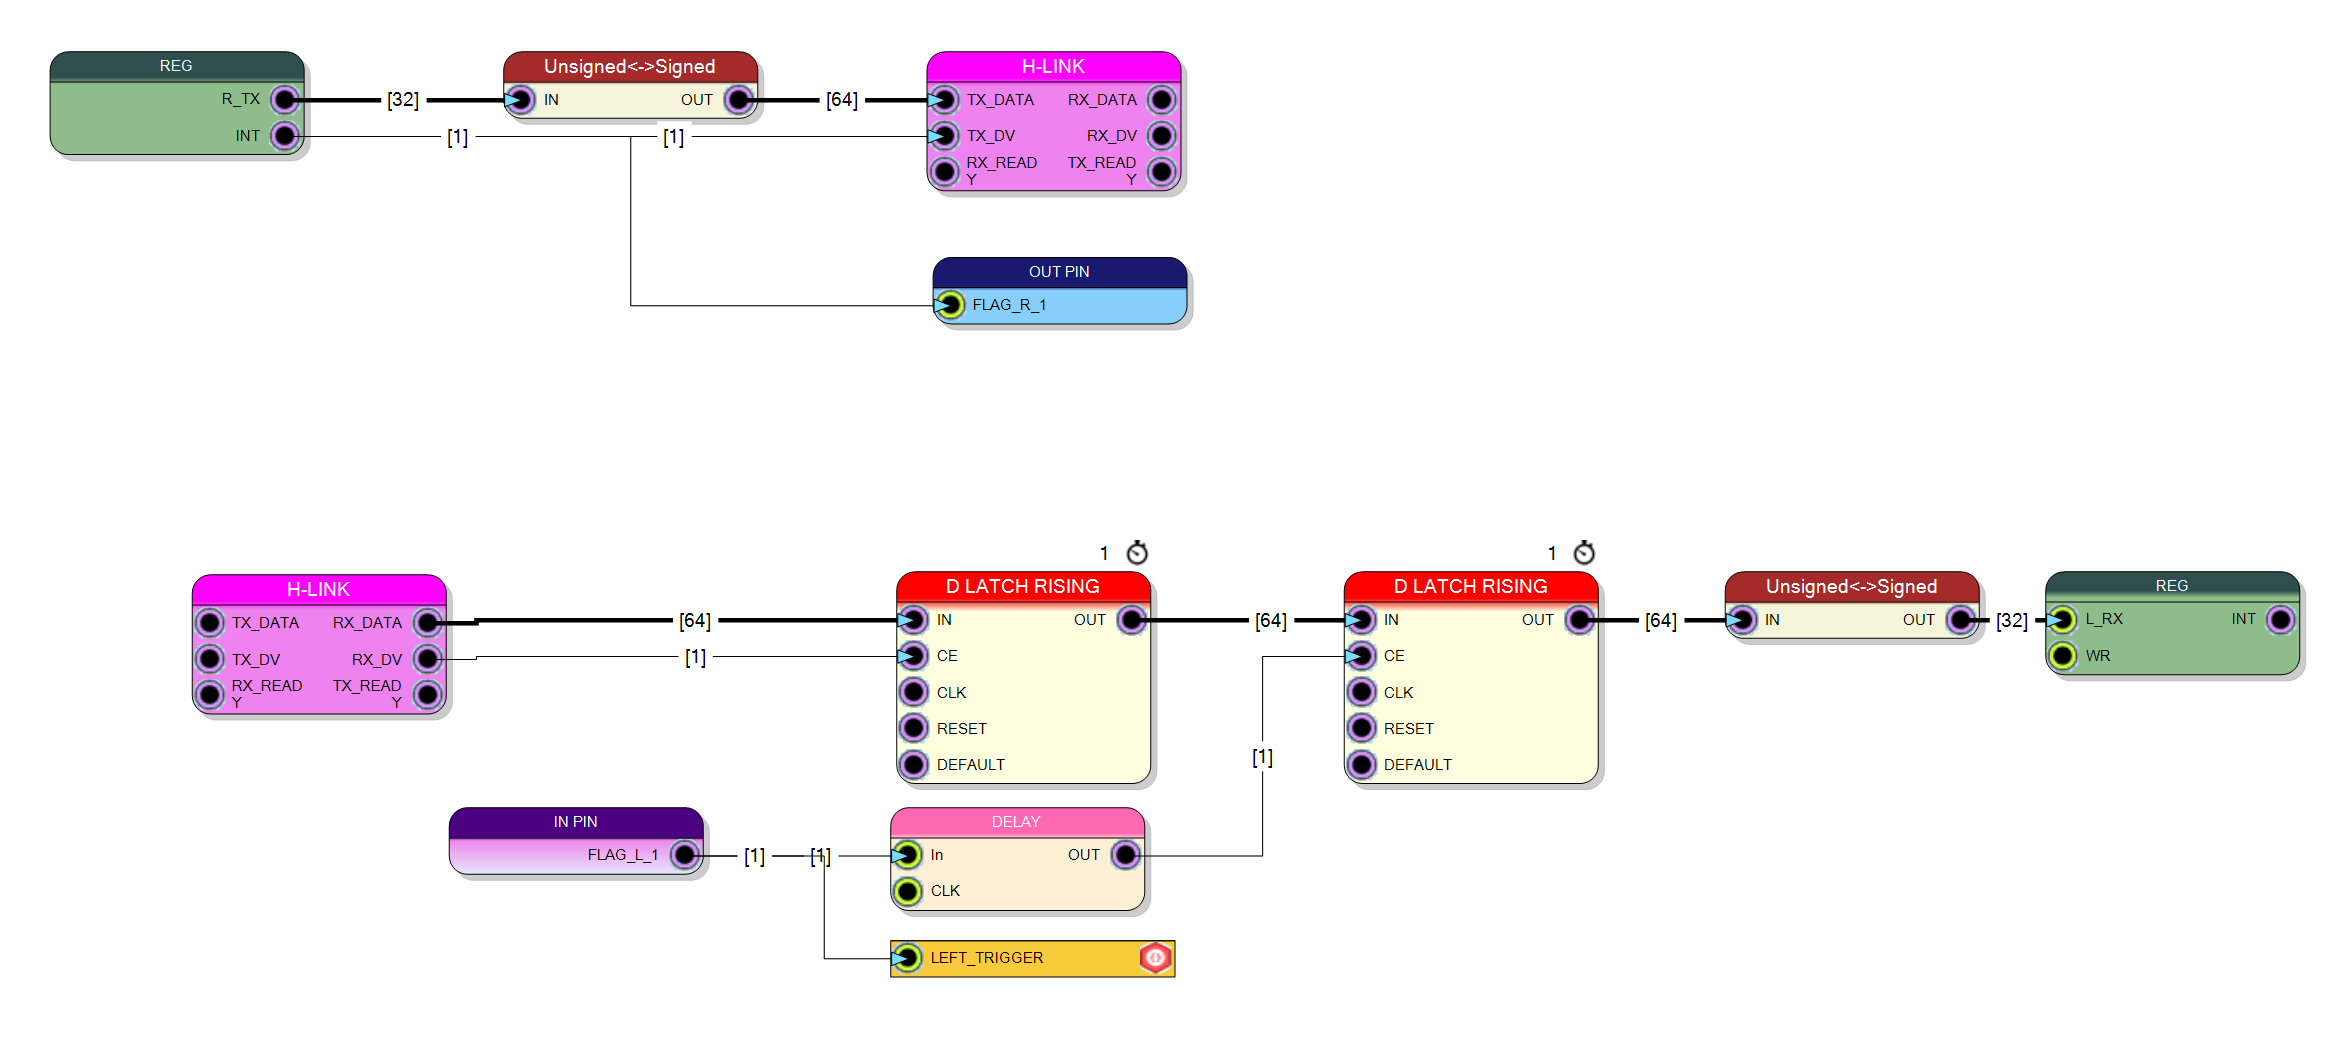 REG
R_TX
INT
[32]
[1]
Unsigned<->Signed
IN
OUT
[64]
[1]
H-LINK
TX_DATA
RX_DATA
TX_DV
RX_DV
RX_READ
Y
TX_READ
Y
OUT PIN
FLAG_R_1
H-LINK
TX_DATA
RX_DATA
TX_DV
RX_DV
RX_READ
Y
TX_READ
Y
[64]
[1]
1
D LATCH RISING
IN
OUT
CE
CLK
RESET
DEFAULT
[64]
[1]
1
D LATCH RISING
IN
OUT
CE
CLK
RESET
DEFAULT
[64]
Unsigned<->Signed
IN
OUT
[32]
REG
L_RX
INT
WR
IN PIN
FLAG_L_1
[1]
[1]
DELAY
In
OUT
CLK
LEFT_TRIGGER